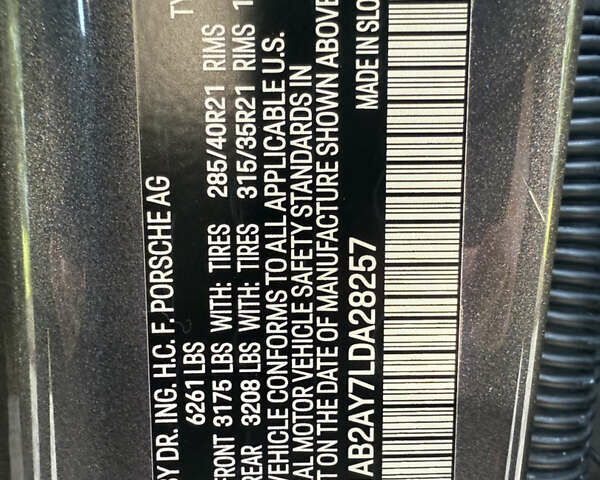 TY
BY DR. ING. H.C. F. PORSCHE AG
6261 LBS
FRONT 3175 LBS WITH: TIRES 285/40R21 RIMS
REAR 3208 LBS WITH: TIRES 315/35R21 RIMS 1
VEHICLE CONFORMS TO ALL APPLICABLE U.S.
AL MOTOR VEHICLE SAFETY STANDARDS IN
T ON THE DATE OF MANUFACTURE SHOWN ABOVE
AB2AY7LDA28257 MADE IN SLO